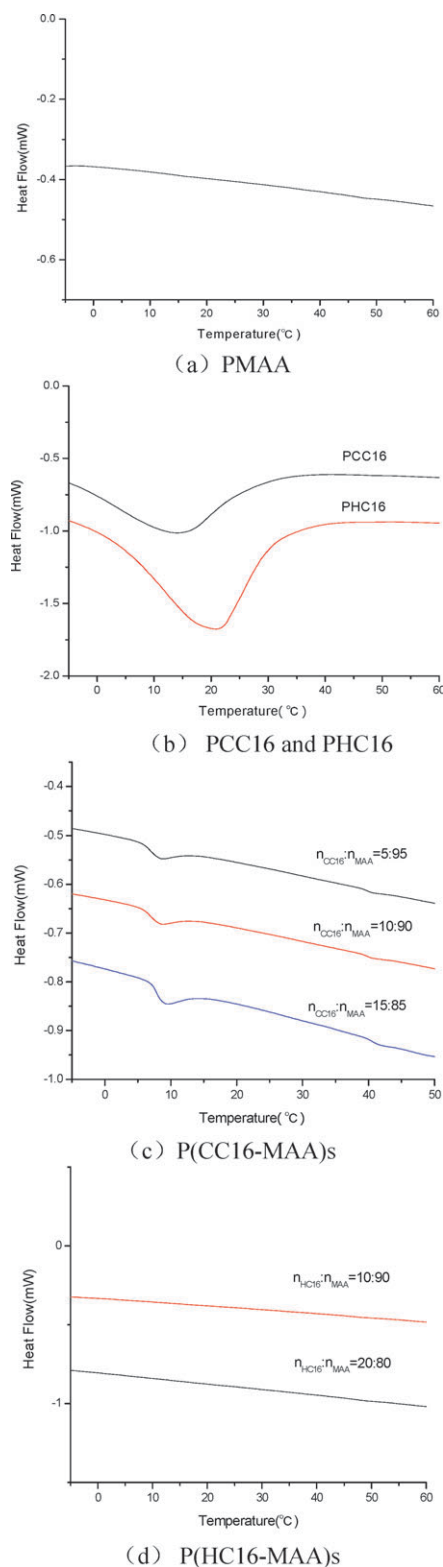 0.0
-0.2
-0.4
-0.6
Heat Flow(mW)
0 10 20 30 40 50 60
Temperature(℃)
（a）PMAA
0.0
-0.5
-1.0
-1.5
-2.0
Heat Flow(mW)
PCC16
PHC16
0 10 20 30 40 50 60
Temperature(℃)
（b） PCC16 and PHC16
-0.4
-0.5
-0.6
-0.7
-0.8
-0.9
-1.0
Heat Flow(mW)
nCC16:nMAA=5:95
nCC16:nMAA=10:90
nCC16:nMAA=15:85
0 10 20 30 40 50
Temperature(℃)
（c）P(CC16-MAA)s
0
-1
Heat Flow(mW)
nHC16:nMAA=10:90
nHC16:nMAA=20:80
0 10 20 30 40 50 60
Temperature(℃)
（d）P(HC16-MAA)s